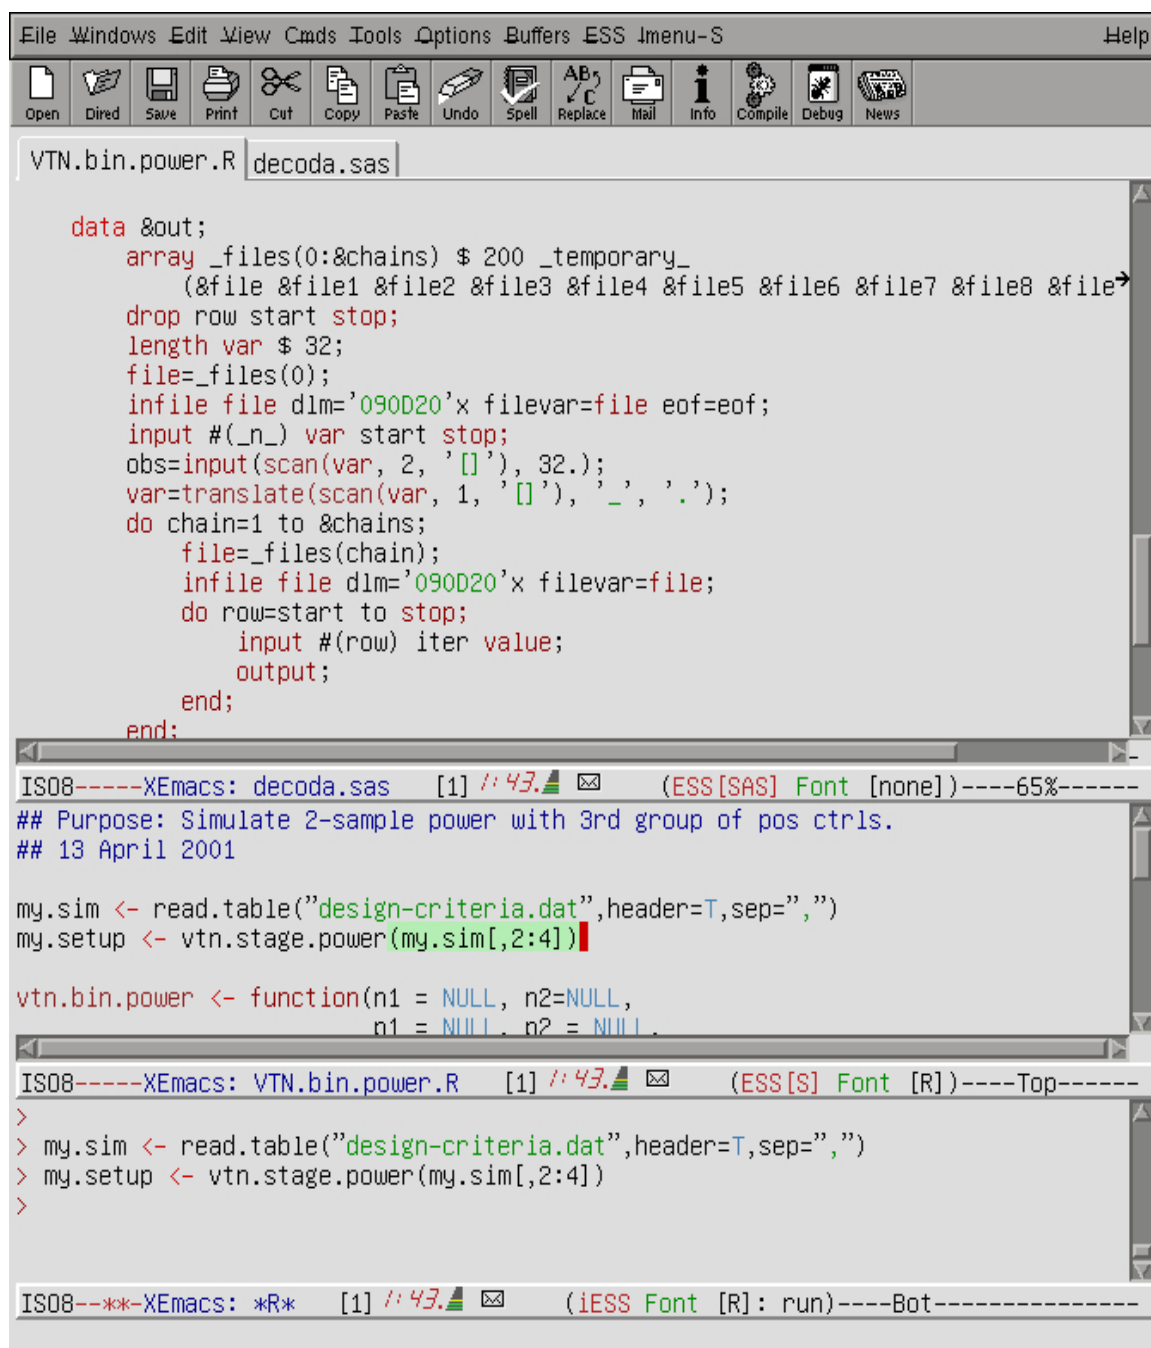 File Windows Edit View Cmds Tools Options Buffers ESS Imenu-S Help
Open Dired Save Print Cut Copy Paste Undo Spell Replace Mail Info Compile Debug News
VTN.bin.power.R decoda.sas
data &out;
array _files(0:&chains) $ 200 _temporary_
(&file &file1 &file2 &file3 &file4 &file5 &file6 &file7 &file8 &file
drop row start stop;
length var $ 32;
file=_files(0);
infile file dlm='090D20'x filevar=file eof=eof;
input #(_n_) var start stop;
obs=input(scan(var, 2, '[]'), 32.);
var=translate(scan(var, 1, '[]'), '_', '.');
do chain=1 to &chains;
file=_files(chain);
infile file dlm='090D20'x filevar=file;
do row=start to stop;
input #(row) iter value;
output;
end;
end;
ISO8-----XEmacs: decoda.sas [1] 1:43. (ESS[SAS] Font [none])----65%------
## Purpose: Simulate 2-sample power with 3rd group of pos ctrls.
## 13 April 2001
my.sim <- read.table("design-criteria.dat",header=T,sep=",")
my.setup <- vtn.stage.power(my.sim[,2:4])
vtn.bin.power <- function(n1 = NULL, n2=NULL,
n1 = NULL, n2 = NULL,
ISO8-----XEmacs: VTN.bin.power.R [1] 1:43. (ESS[S] Font [R])----Top------
>
> my.sim <- read.table("design-criteria.dat",header=T,sep=",")
> my.setup <- vtn.stage.power(my.sim[,2:4])
>
ISO8--**-XEmacs: *R* [1] 1:43. (iESS Font [R]: run)----Bot---------------